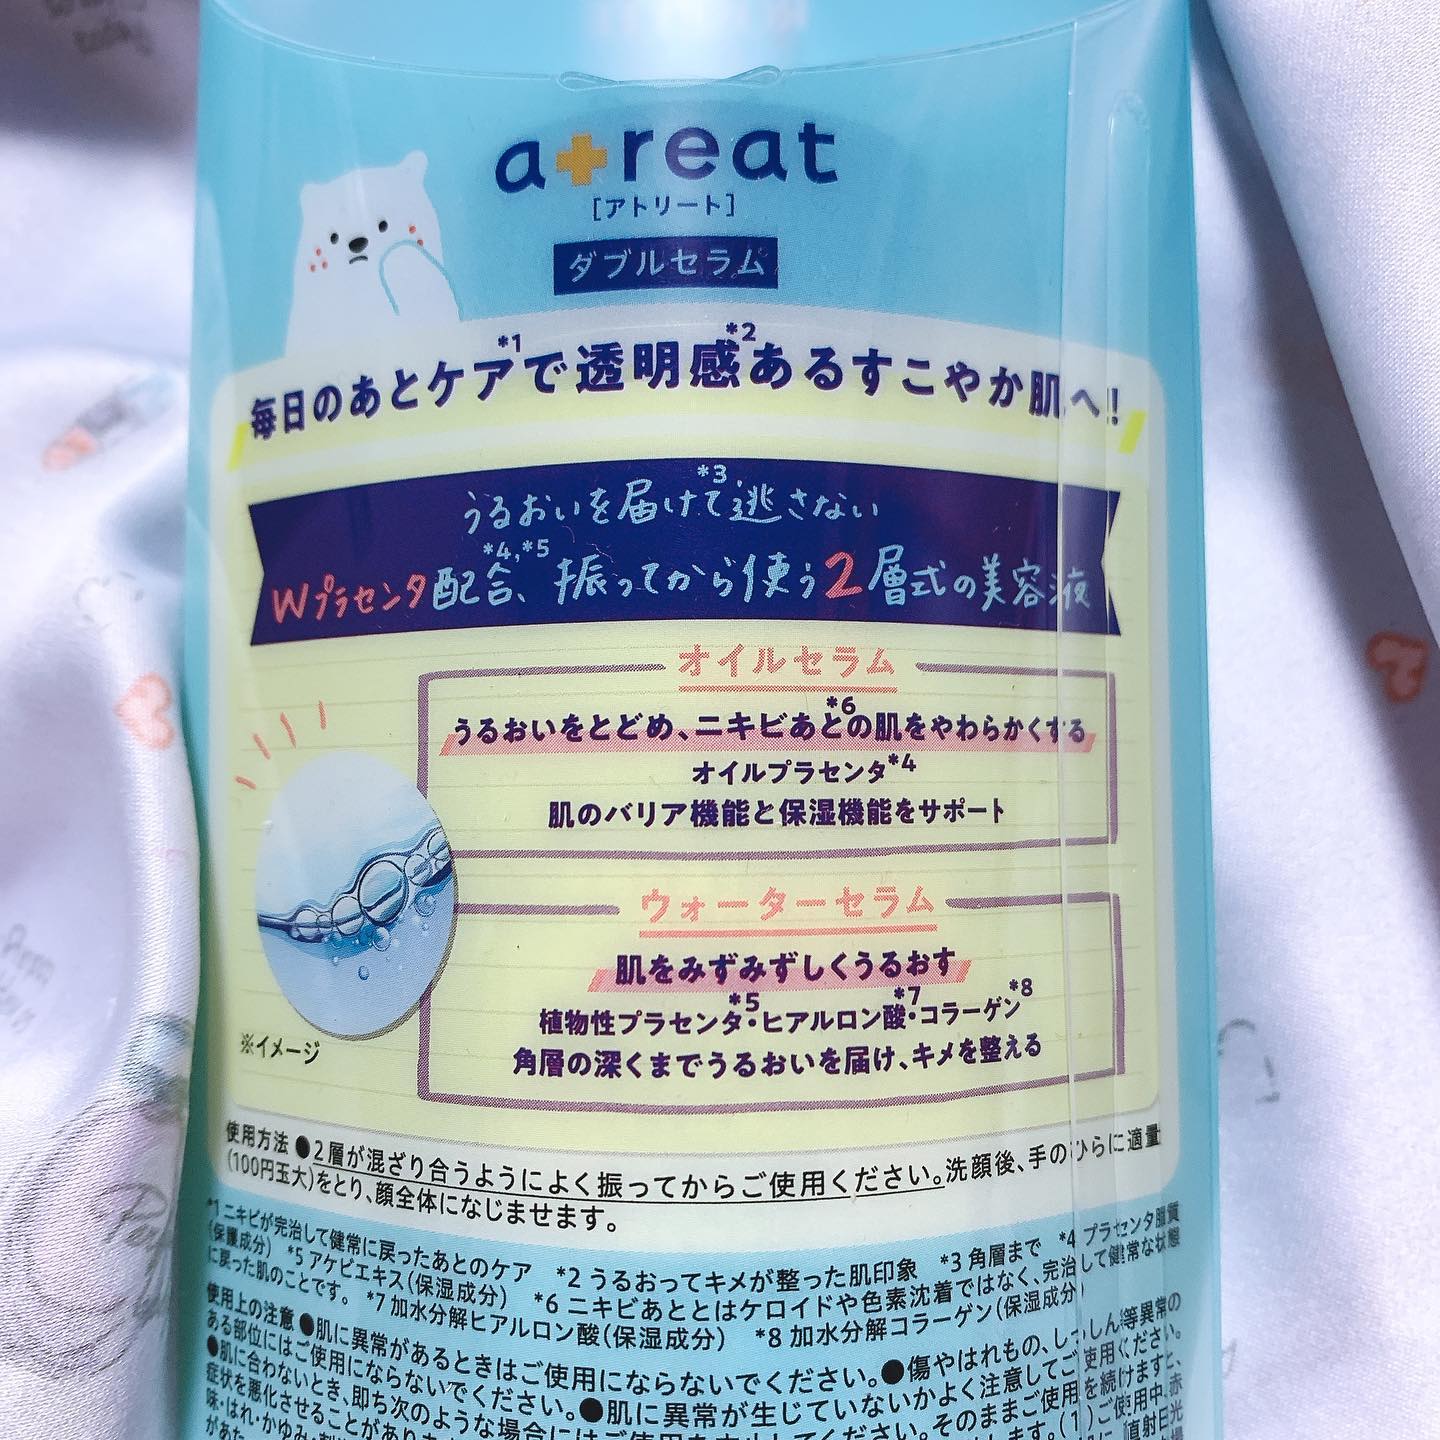 a+reat
[アトリート]
ダブルセラム
毎日のあとケア*1で透明感*2あるすこやか肌へ!!
うるおいを届けて*3逃さない
Wプラセンタ配合*4,*5、振ってから使う2層式の美容液
オイルセラム
うるおいをとどめ、ニキビあと*6の肌をやわらかくする
オイルプラセンタ*4
肌のバリア機能と保湿機能をサポート
ウォーターセラム
肌をみずみずしくうるおす
植物性プラセンタ*5・ヒアルロン酸*7・コラーゲン*8
角層の深くまでうるおいを届け、キメを整える
※イメージ
使用方法 ●2層が混ざり合うようによく振ってからご使用ください。洗顔後、手のひらに適量
(100円玉大)をとり、顔全体になじませます。
*1 ニキビが完治して健常に戻ったあとのケア *2 うるおってキメが整った肌印象 *3 角層まで *4 プラセンタ脂質
(保護成分) *5 アケビエキス(保湿成分) *6 ニキビあととはケロイドや色素沈着ではなく、完治して健常な状態
に戻った肌のことです。 *7 加水分解ヒアルロン酸(保湿成分) *8 加水分解コラーゲン(保湿成分)
使用上の注意 ●肌に異常があるときはご使用にならないでください。●傷やはれもの、しっしん等異常の
ある部位にはご使用にならないでください。●肌に異常が生じていないかよく注意してご使用ください。
●肌に合わないとき、即ち次のような場合にはご使用を中止してください。そのままご使用を続けますと、
症状を悪化させることがあり